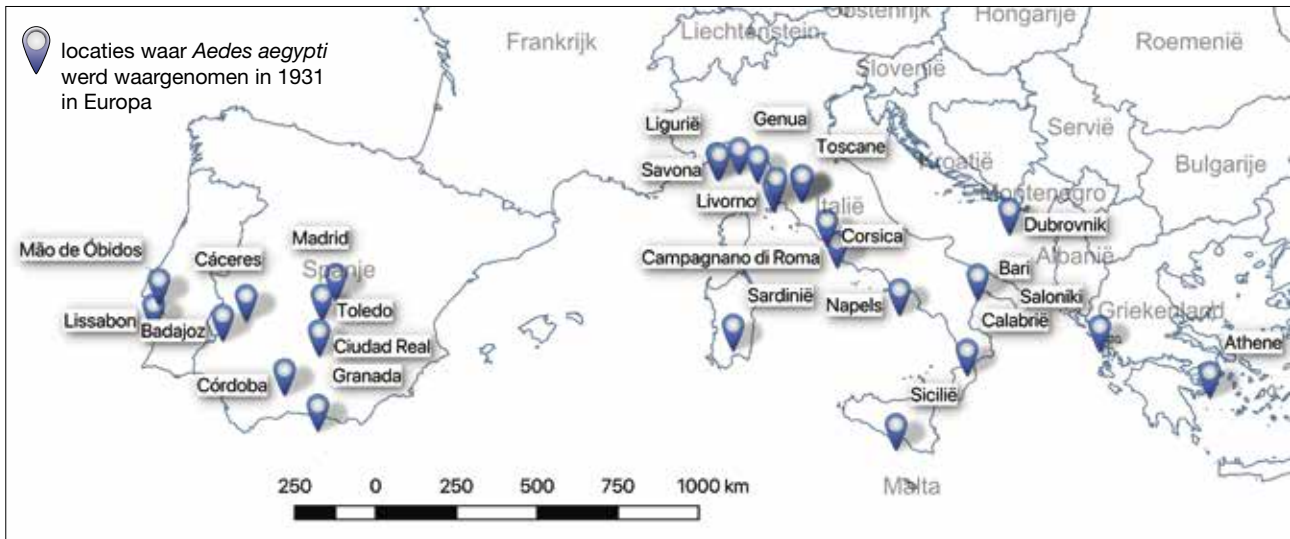 locaties waar Aedes aegypti
werd waargenomen in 1931
in Europa
Frankrijk
Liechtenstein
Oostenrijk
Hongarije
Roemenië
Slovenië
Kroatië
Servië
Bulgarije
Montenegro
Albanië
Griekenland
Italië
Spanje
Malta
Mão de Óbidos
Lissabon
Cáceres
Badajoz
Madrid
Toledo
Ciudad Real
Córdoba
Granada
Ligurië
Genua
Savona
Toscane
Livorno
Corsica
Campagnano di Roma
Sardinië
Napels
Dubrovnik
Bari
Saloniki
Calabrië
Sicilië
Athene
250 0 250 500 750 1000 km